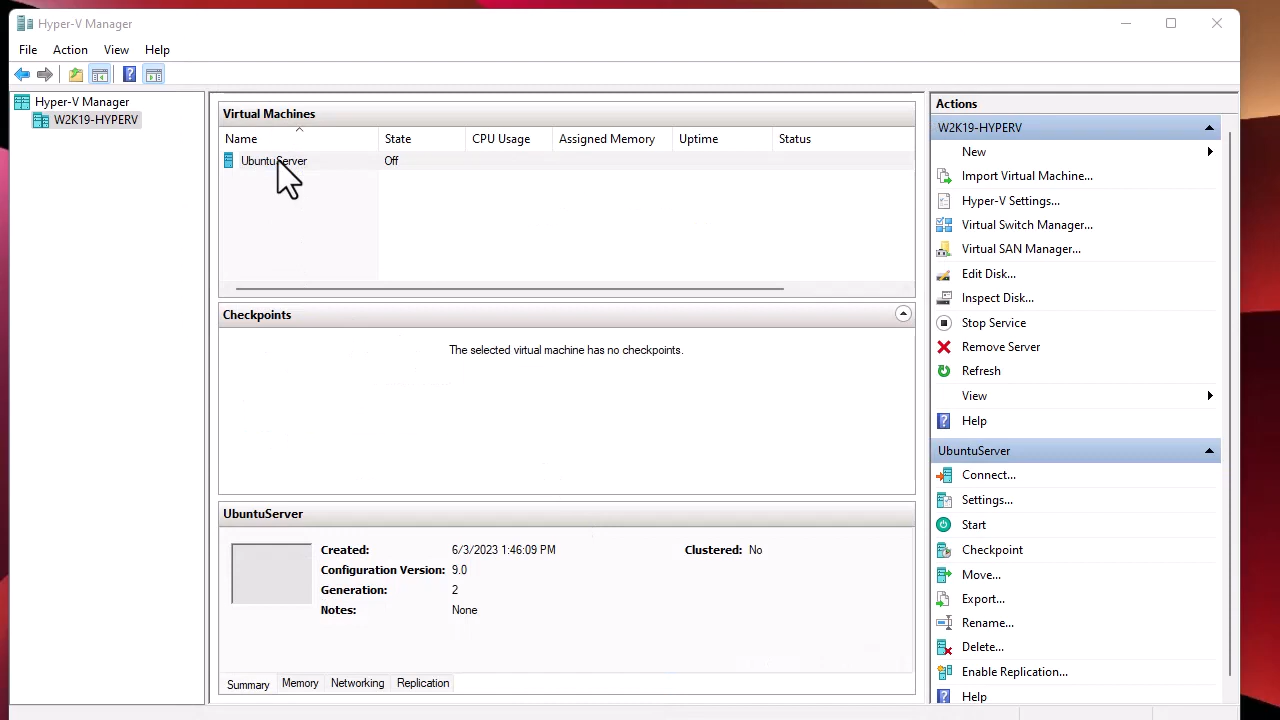 Hyper-V Manager
File Action View Help
Hyper-V Manager
W2K19-HYPERV
Virtual Machines
Name State CPU Usage Assigned Memory Uptime Status
UbuntuServer Off
Checkpoints
The selected virtual machine has no checkpoints.
UbuntuServer
Created: 6/3/2023 1:46:09 PM Clustered: No
Configuration Version: 9.0
Generation: 2
Notes: None
Summary Memory Networking Replication
Actions
W2K19-HYPERV
New
Import Virtual Machine...
Hyper-V Settings...
Virtual Switch Manager...
Virtual SAN Manager...
Edit Disk...
Inspect Disk...
Stop Service
Remove Server
Refresh
View
Help
UbuntuServer
Connect...
Settings...
Start
Checkpoint
Move...
Export...
Rename...
Delete...
Enable Replication...
Help